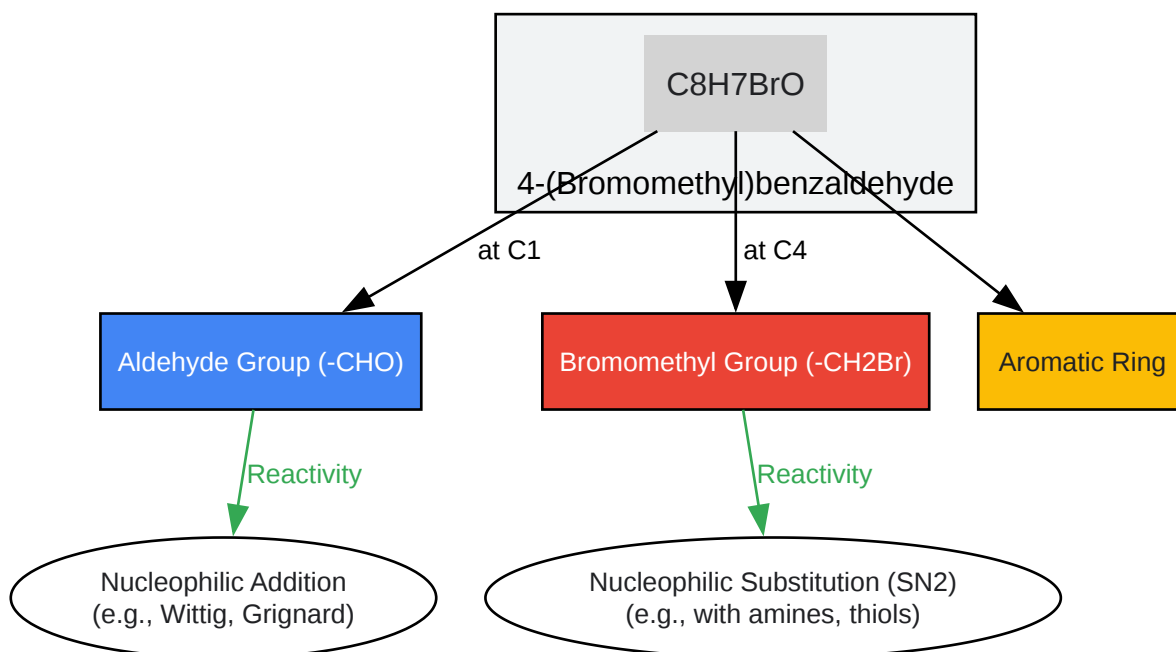 C8H7BrO
4-(Bromomethyl)benzaldehyde
at C1
at C4
Aldehyde Group (-CHO)
Bromomethyl Group (-CH2Br)
Aromatic Ring
Reactivity
Reactivity
Nucleophilic Addition
(e.g., Wittig, Grignard)
Nucleophilic Substitution (SN2)
(e.g., with amines, thiols)